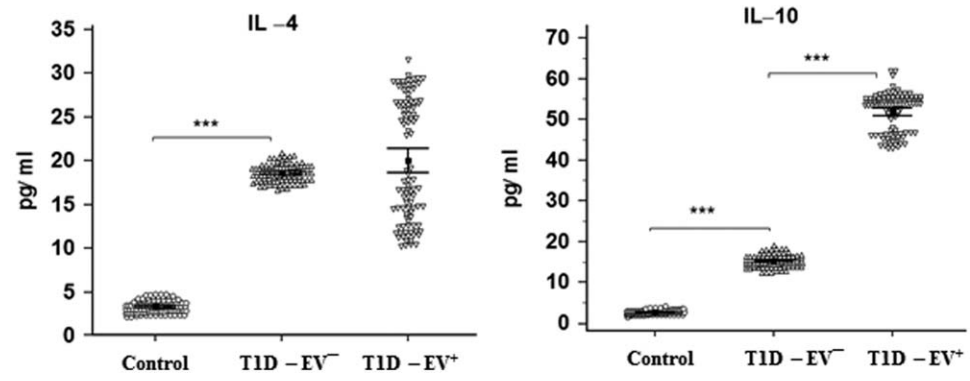 IL –4
35
30
25
20
15
10
5
0
pg/ ml
***
Control
T1D – EV⁻
T1D – EV⁺
IL–10
70
60
50
40
30
20
10
0
pg/ ml
***
***
Control
T1D – EV⁻
T1D – EV⁺